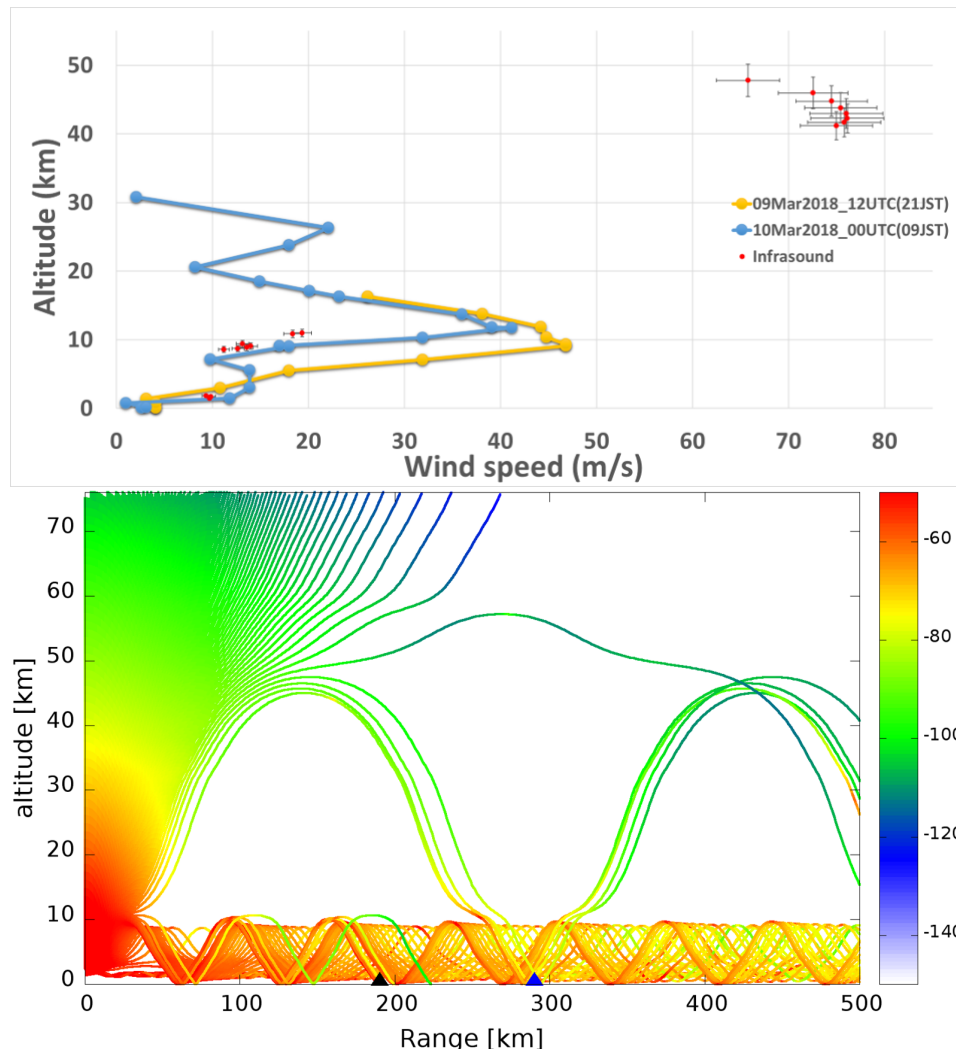 50
40
30
20
10
0
Altitude (km)
09Mar2018_12UTC(21JST)
10Mar2018_00UTC(09JST)
Infrasound
0 10 20 30 40 50 60 70 80
Wind speed (m/s)
70
60
50
40
30
20
10
0
altitude [km]
0 100 200 300 400 500
Range [km]
-60
-80
-100
-120
-140